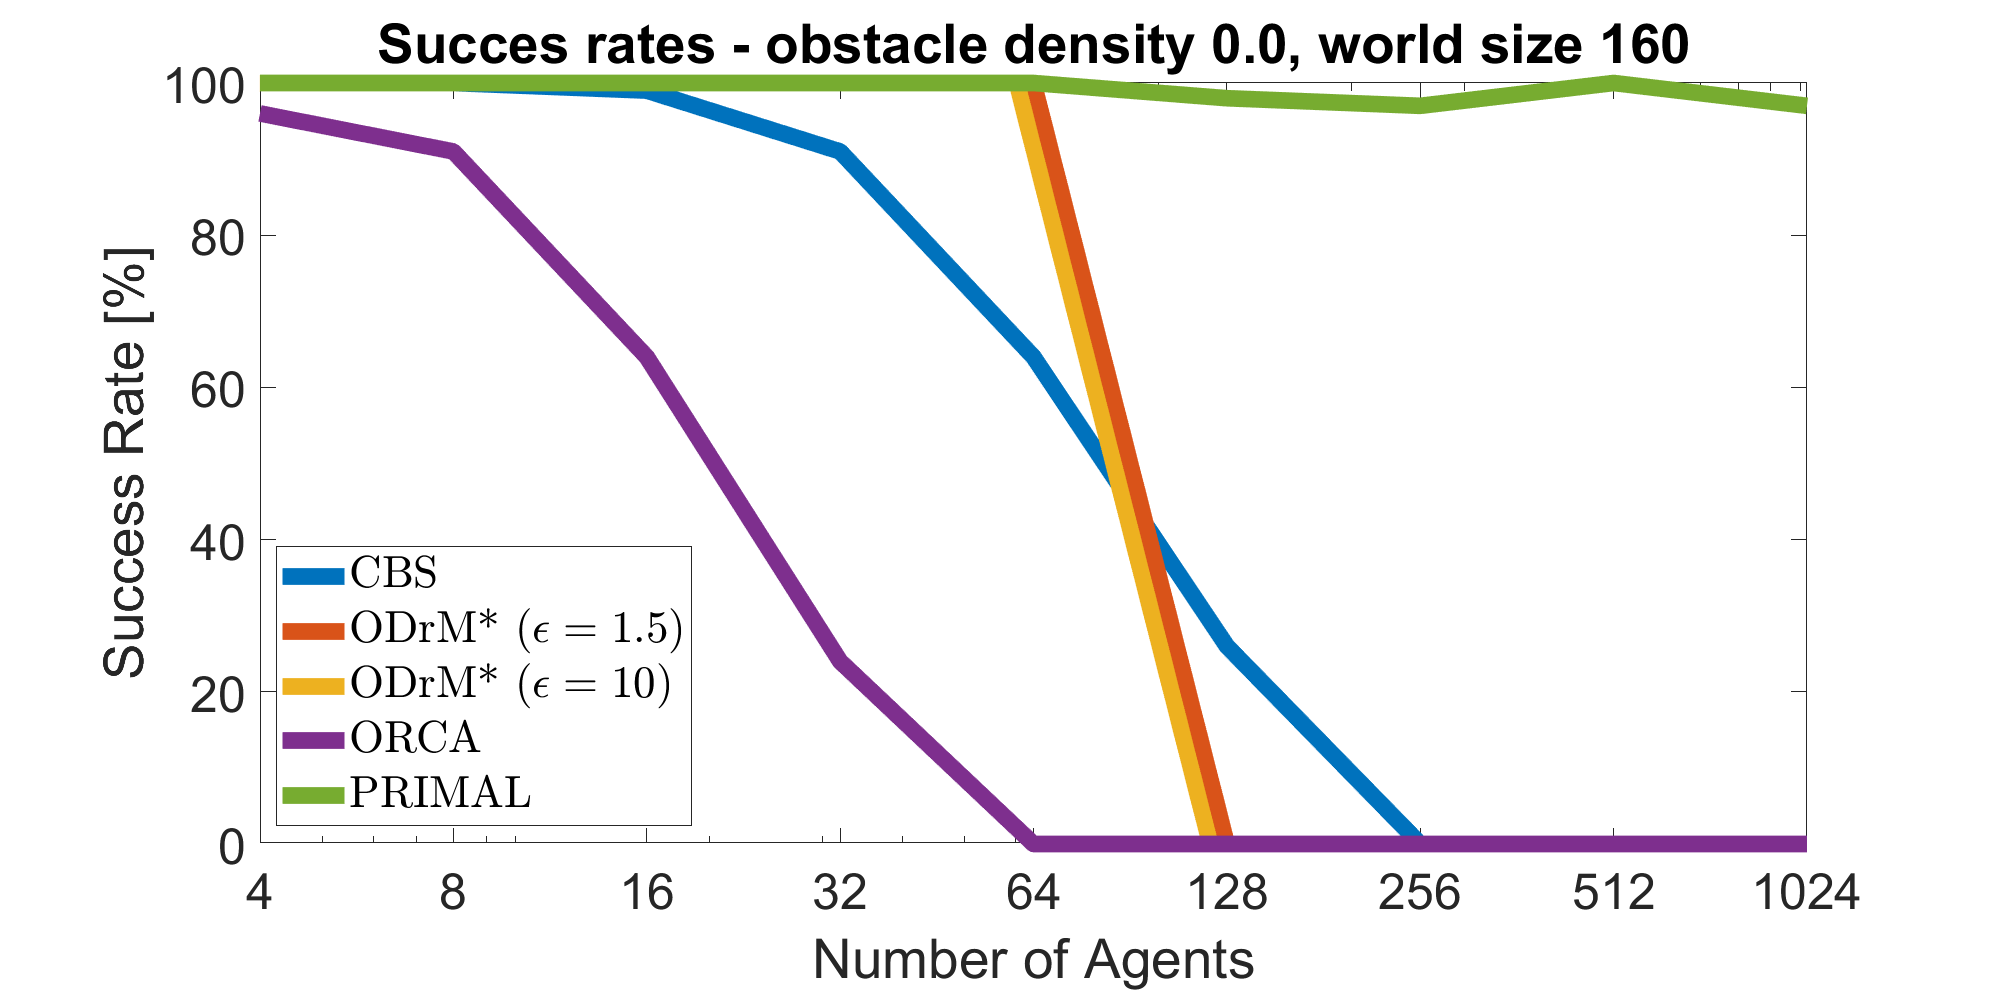 Succes rates - obstacle density 0.0, world size 160
100
80
60
40
20
0
Success Rate [%]
CBS
ODrM* (ϵ = 1.5)
ODrM* (ϵ = 10)
ORCA
PRIMAL
4 8 16 32 64 128 256 512 1024
Number of Agents